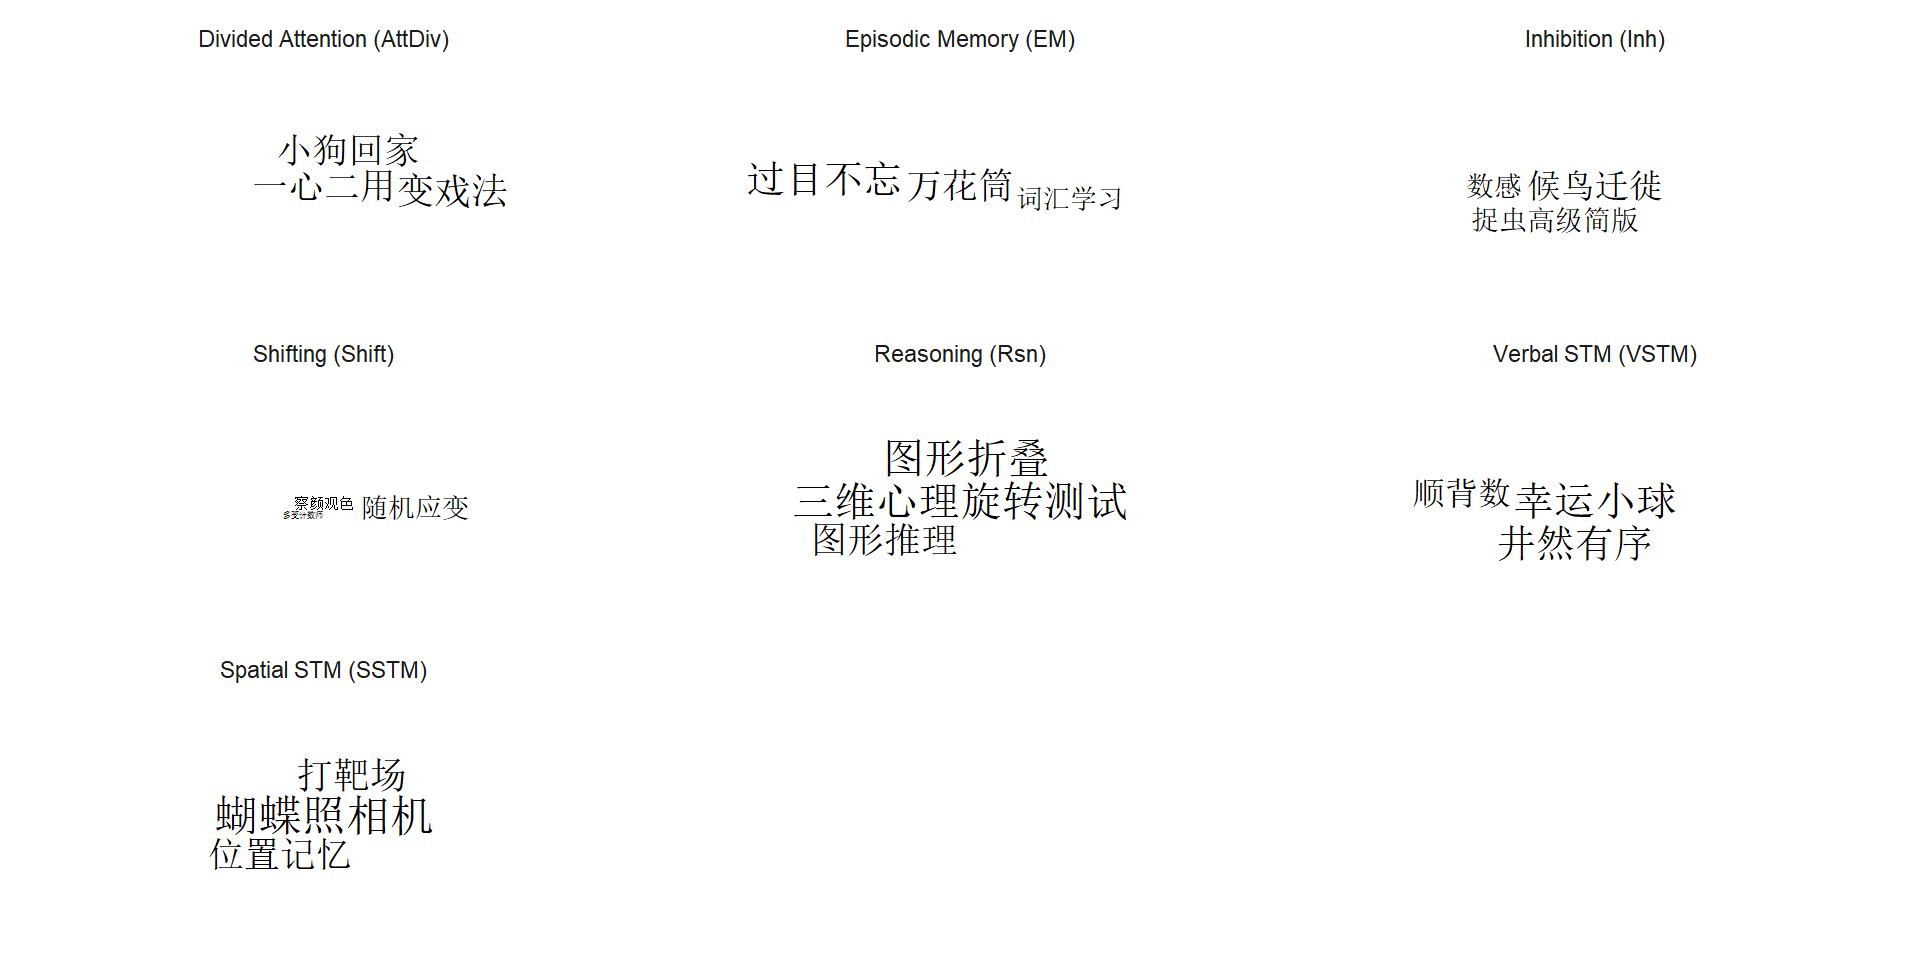 Divided Attention (AttDiv)
小狗回家
一心二用 变戏法
Episodic Memory (EM)
过目不忘 万花筒 词汇学习
Inhibition (Inh)
数感 候鸟迁徙
捉虫高级简版
Shifting (Shift)
察颜观色 随机应变
Reasoning (Rsn)
图形折叠
三维心理旋转测试
图形推理
Verbal STM (VSTM)
顺背数 幸运小球
井然有序
Spatial STM (SSTM)
打靶场
蝴蝶照相机
位置记忆